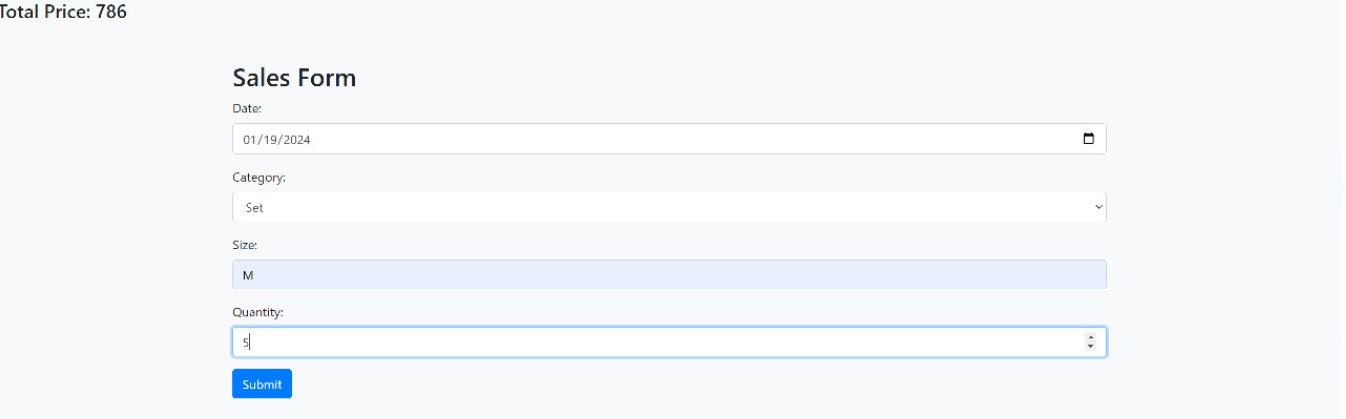 Total Price: 786
Sales Form
Date:
01/19/2024
Category:
Set
Size:
M
Quantity:
5
Submit